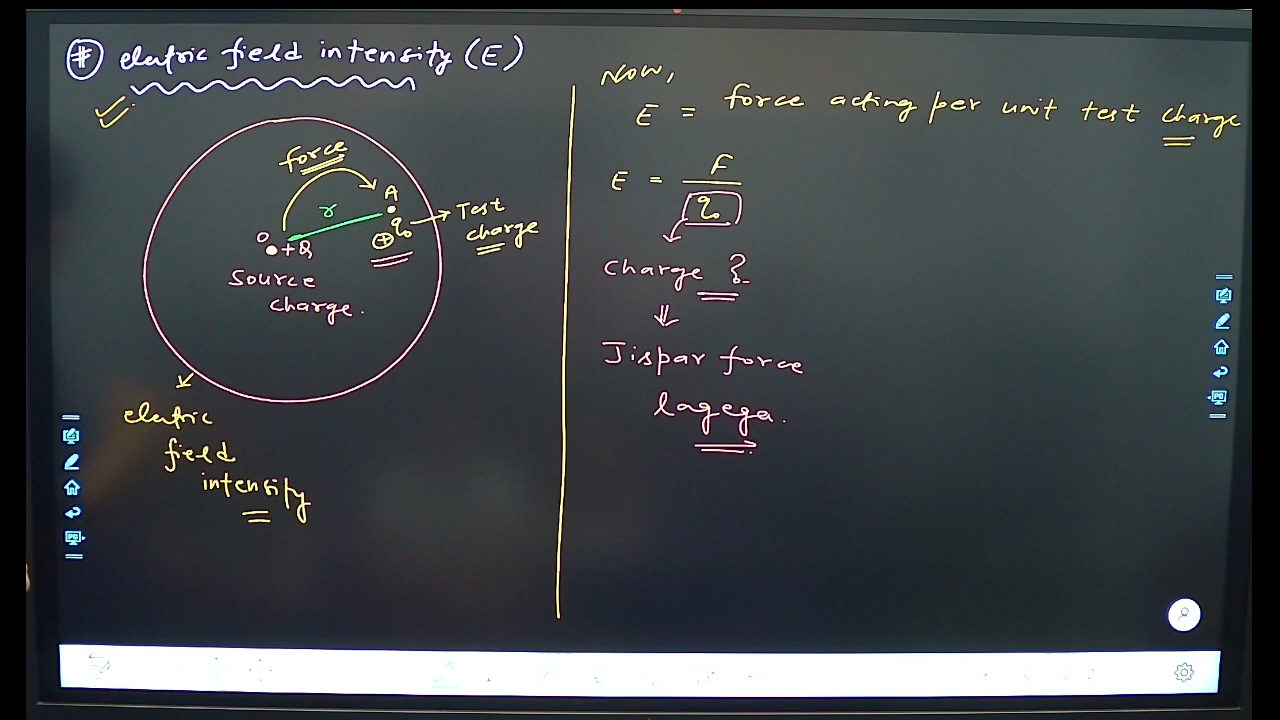 # electric field intensity (E)
force
A
r
q₀ → Test
charge
O
+Q
Source
charge.
electric
field
intensity
Now,
E = force acting per unit test charge
E = F
q₀
Charge ?
Jispar force
lagega.